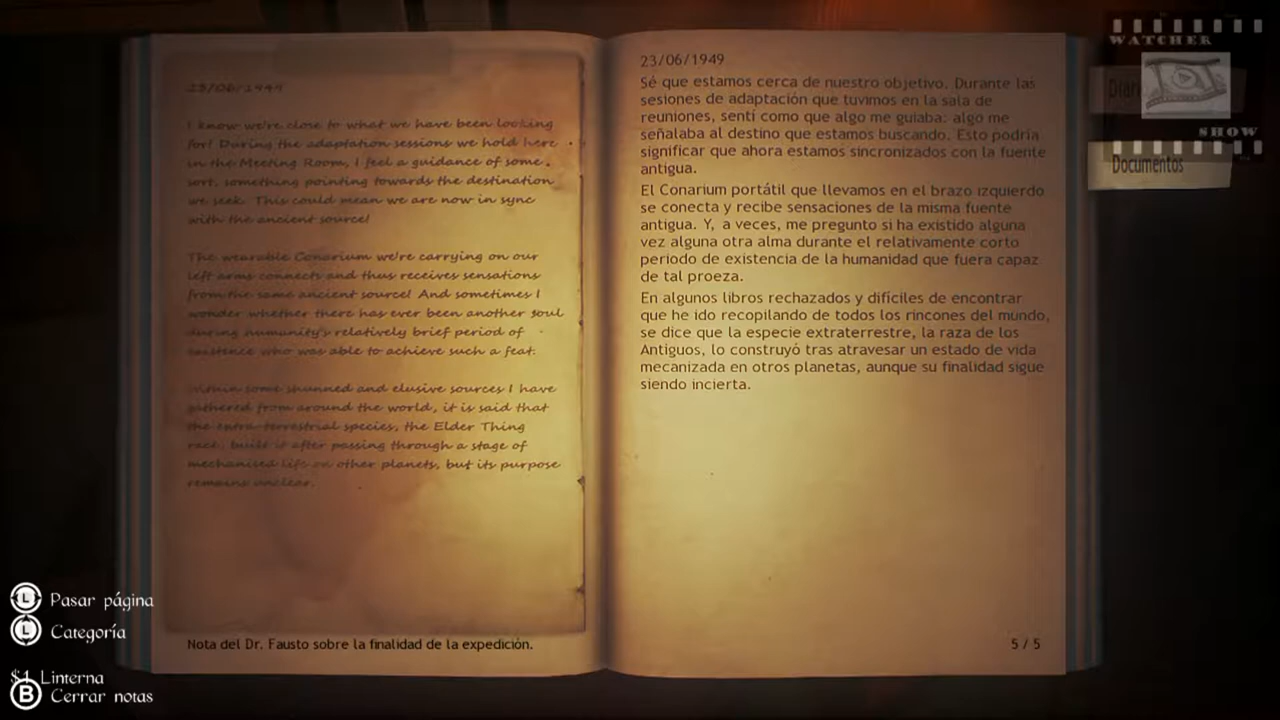 23/06/1949
I know we're close to what we have been looking
for! During the adaptation sessions we hold here
in the Meeting Room, I feel a guidance of some
sort, something pointing towards the destination
we seek. This could mean we are now in sync
with the ancient source!
The wearable Conarium we're carrying on our
left arms connects and thus receives sensations
from the same ancient source! And sometimes I
wonder whether there has ever been another soul
during humanity's relatively brief period of
existence who was able to achieve such a feat.
Within some shunned and elusive sources I have
gathered from around the world, it is said that
the extra-terrestrial species, the Elder Thing
race, built it after passing through a stage of
mechanised life on other planets, but its purpose
remains unclear.
Nota del Dr. Fausto sobre la finalidad de la expedición.
23/06/1949
Sé que estamos cerca de nuestro objetivo. Durante las
sesiones de adaptación que tuvimos en la sala de
reuniones, sentí como que algo me guiaba: algo me
señalaba al destino que estamos buscando. Esto podría
significar que ahora estamos sincronizados con la fuente
antigua.
El Conarium portátil que llevamos en el brazo izquierdo
se conecta y recibe sensaciones de la misma fuente
antigua. Y, a veces, me pregunto si ha existido alguna
vez alguna otra alma durante el relativamente corto
periodo de existencia de la humanidad que fuera capaz
de tal proeza.
En algunos libros rechazados y difíciles de encontrar
que he ido recopilando de todos los rincones del mundo,
se dice que la especie extraterrestre, la raza de los
Antiguos, lo construyó tras atravesar un estado de vida
mecanizada en otros planetas, aunque su finalidad sigue
siendo incierta.
5 / 5
WATCHER
SHOW
Documentos
L Pasar página
L Categoría
Linterna
B Cerrar notas